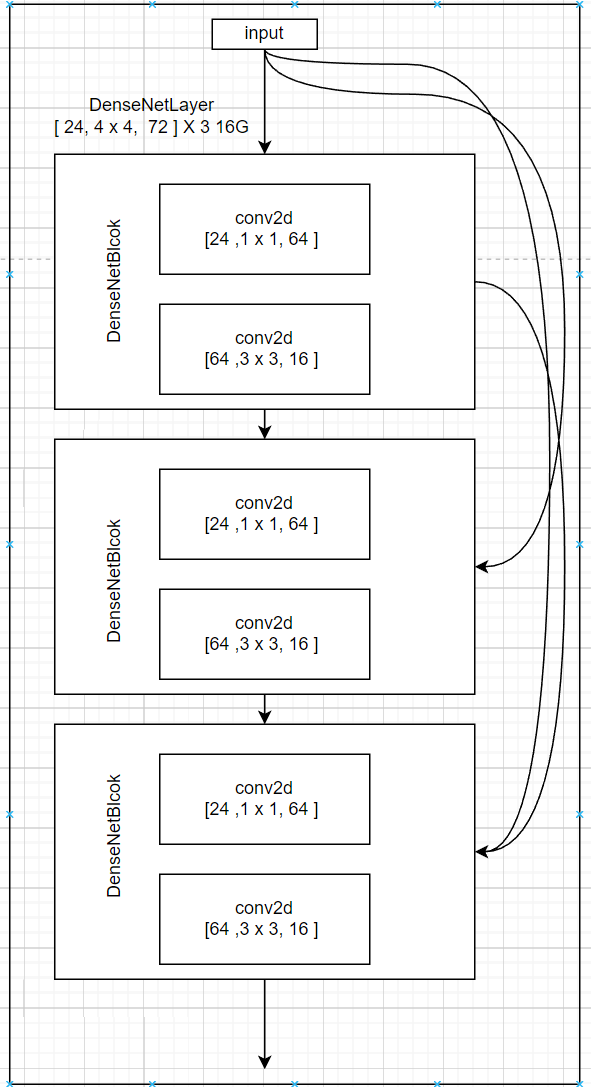 input
DenseNetLayer
[ 24, 4 x 4,  72 ] X 3 16G
DenseNetBlcok
conv2d
[24 ,1 x 1, 64 ]
conv2d
[64 ,3 x 3, 16 ]
DenseNetBlcok
conv2d
[24 ,1 x 1, 64 ]
conv2d
[64 ,3 x 3, 16 ]
DenseNetBlcok
conv2d
[24 ,1 x 1, 64 ]
conv2d
[64 ,3 x 3, 16 ]